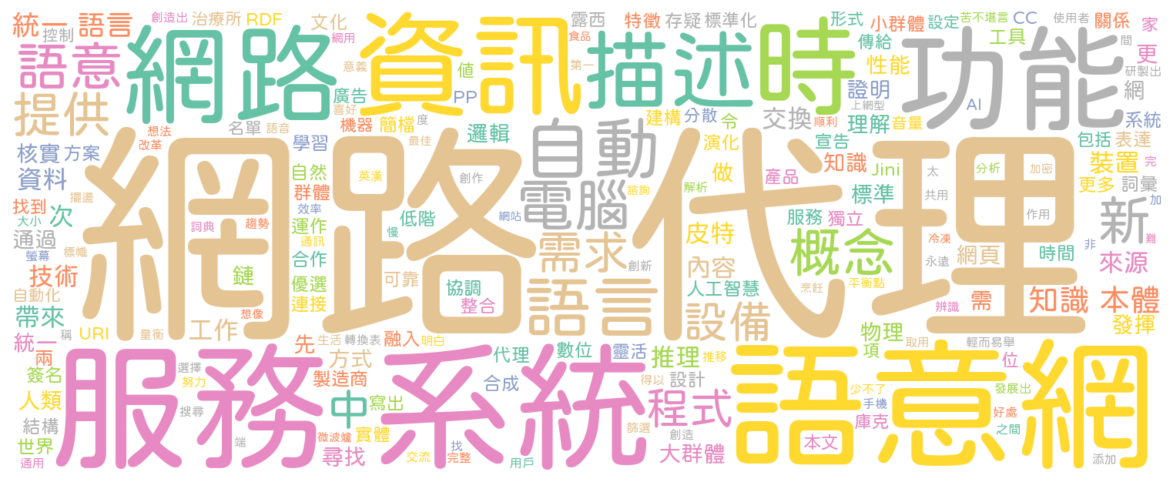 統一 語言 創造出 治療所 RDF 文化 露西 特徵 存疑 標準化 形式 小群體 設定 苦不堪言 CC 使用者 關係 家
控制 網用 食品 傳給 工具 間 更
語意 網路 資訊 描述 時 功能
意義 值 第一 性能 研製出
廣告 PP 證明 上網型 AI 網
提供 喜好 建構 分散 令 交換 理解 音量 系統
名單 語音 機器 簡檔 度 順利
想法 改革 學習 邏輯 最佳 自動 演化 宣告 包括 表達
核實 方案 完
資料 擺盪 自然 英漢 創作 諮詢 做 知識 Jini 太 分析 加密 裝置
群體 解析 產品 更多 詞彙 加
找到 次 詞典 趨勢 效率 低階 網站 電腦 標準 共用 新
大小 運作 服務 獨立 作用 難
網路 代理
通過 通訊 慢 皮特 冷凍 非
螢幕 標幟 合作 需求 概念 網頁 時間 來源
技術 鏈 優選 可靠 協調 創新 內容 永遠
自動化 連接 整合 語言 人工智慧 烹飪 平衡點 辨識 需 知識 本體
帶來 想像 設備 發揮
稱 URI 量衡 工作 先 生活 轉換表 融入 明白 物理 取用 輕而易舉
統一 兩 方式 代理 數位 靈活 推理 推移 項 位
服務 系統 語意網
簽名 選擇 努力 製造商 合成 得以 設計 少不了 發展出
人類 中 寫出 程式 手機 好處
結構 搜尋 實體 篩選 庫克 之間
世界 微波爐 找 創造 本文
通用 端 尋找 交流 完整 用戶 大群體 添加